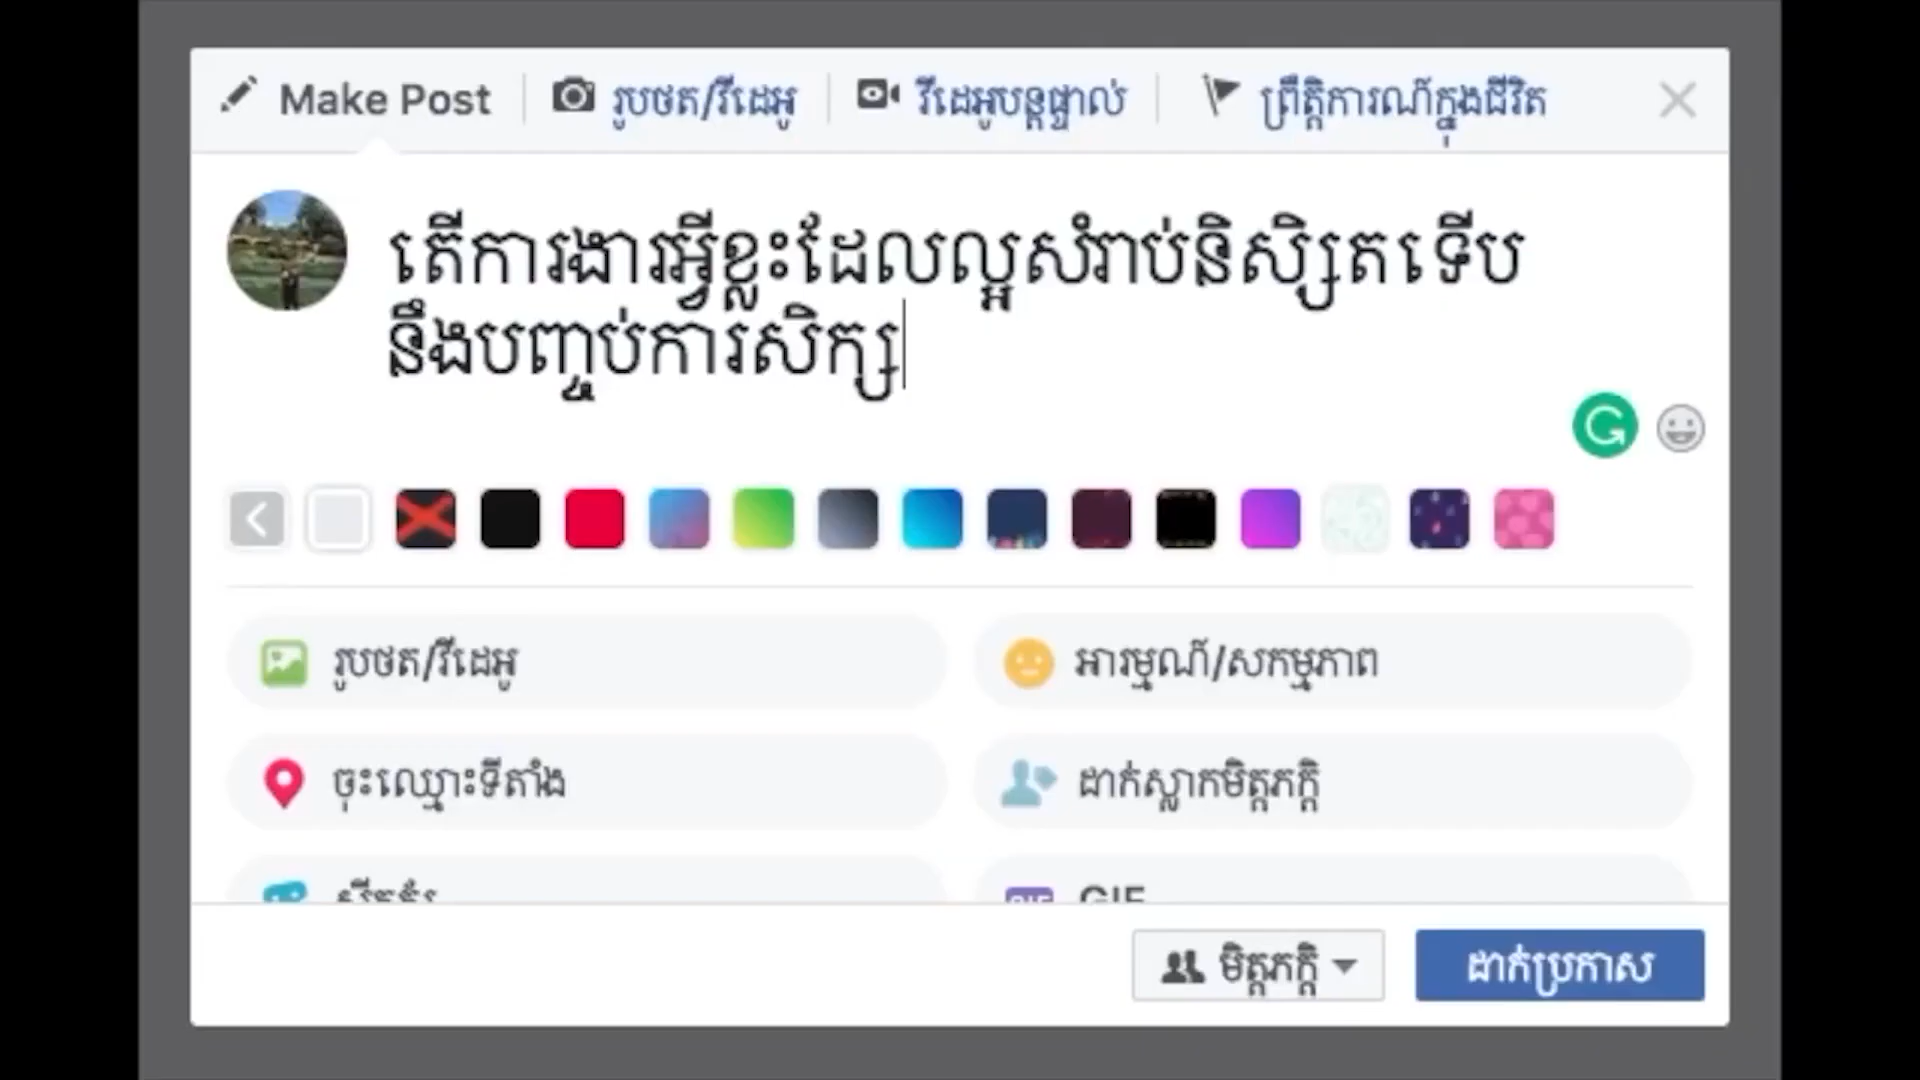 Make Post
រូបថត/វីដេអូ
វីដេអូបន្តផ្ទាល់
ព្រឹត្តិការណ៍ក្នុងជីវិត
តើការងារអ្វីខ្លះដែលល្អសំរាប់និសិ្សតទើប
នឹងបញ្ចប់ការសិក្ស
រូបថត/វីដេអូ
អារម្មណ៍/សកម្មភាព
ចុះឈ្មោះទីតាំង
ដាក់ស្លាកមិត្តភក្តិ
GIF
មិត្តភក្តិ
ដាក់ប្រកាស